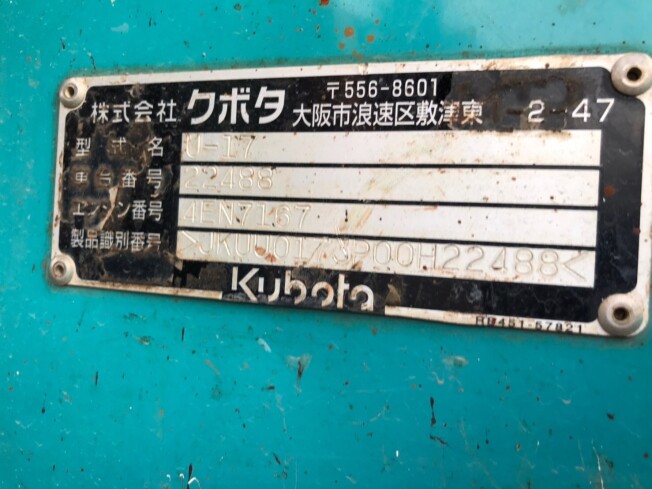 〒556-8601
株式会社 クボタ 大阪市浪速区敷津東 2 47
型式名 U-17
車台番号 22488
エンジン番号 4EN7167
製品識別番号 >JKUU0173P00H22488<
Kubota